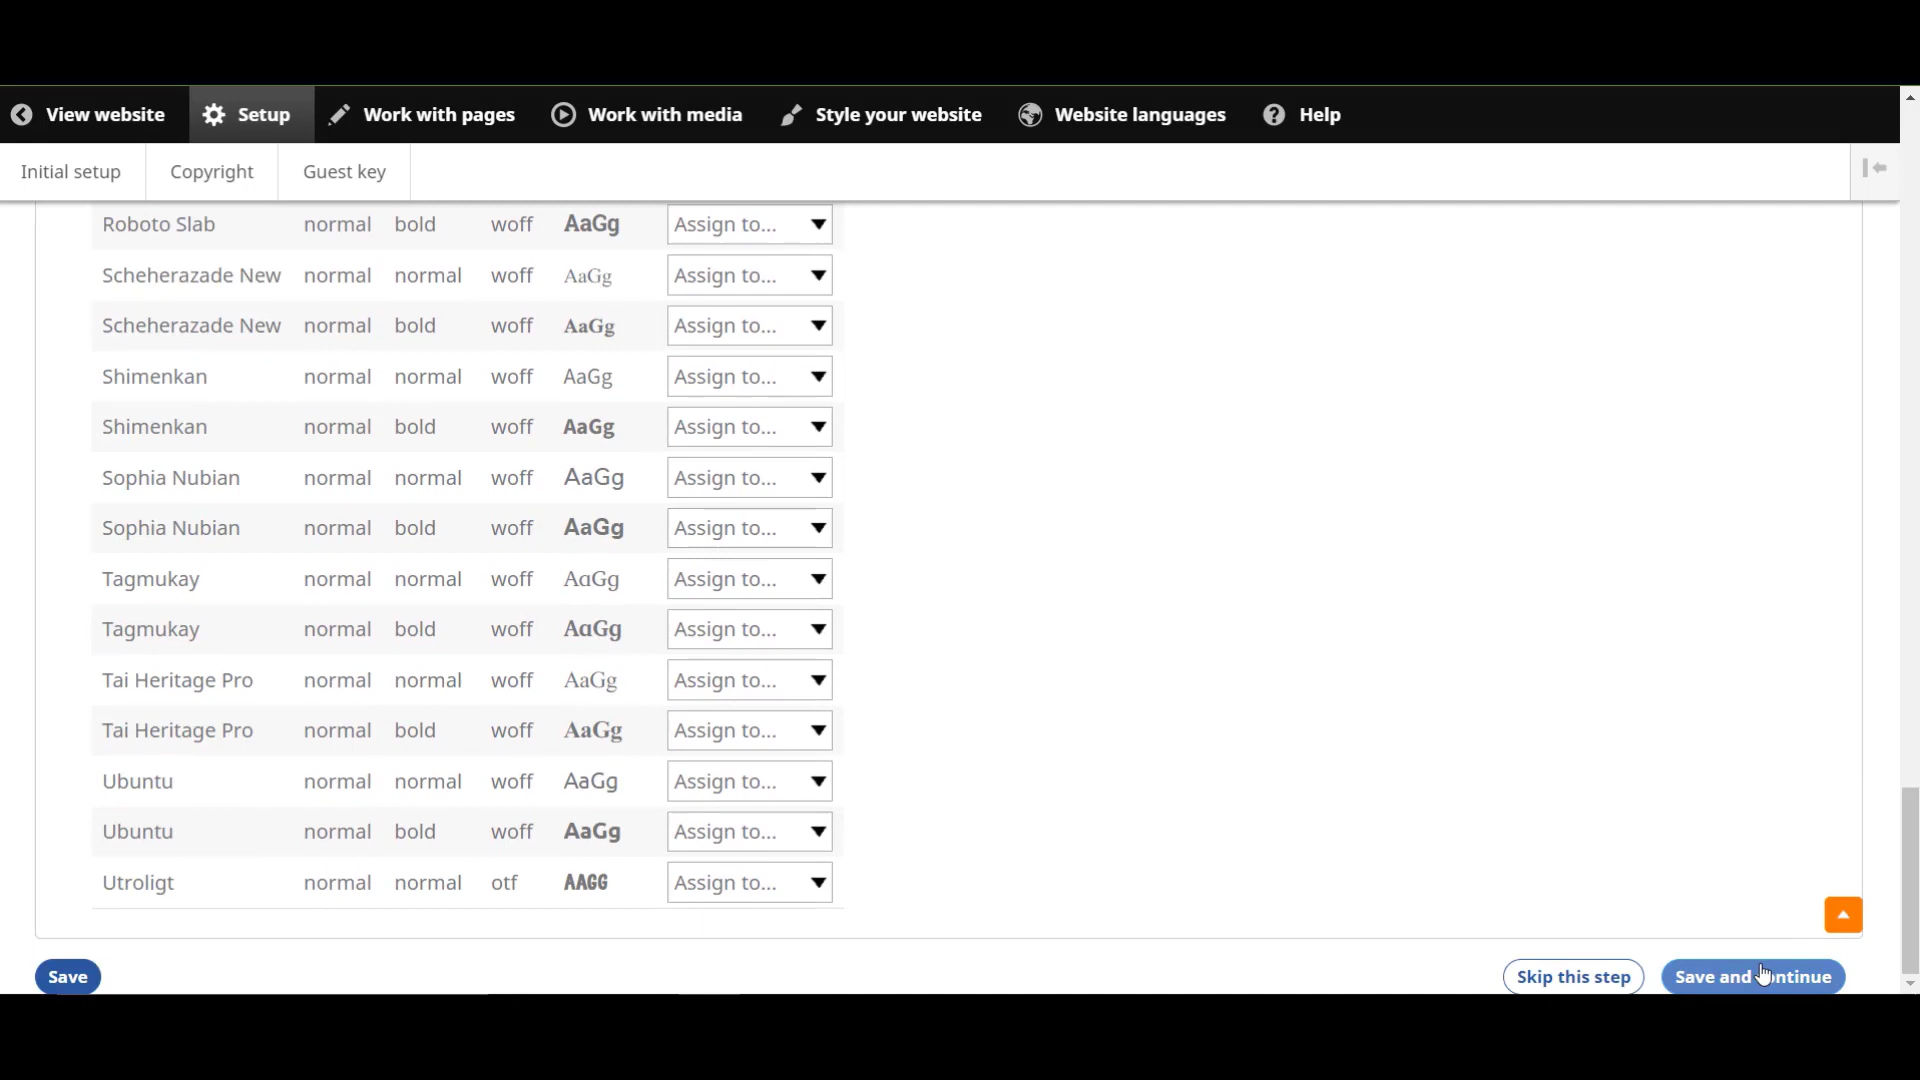 View website Setup Work with pages Work with media Style your website Website languages Help
Initial setup Copyright Guest key
Roboto Slab normal bold woff AaGg Assign to...
Scheherazade New normal normal woff AaGg Assign to...
Scheherazade New normal bold woff AaGg Assign to...
Shimenkan normal normal woff AaGg Assign to...
Shimenkan normal bold woff AaGg Assign to...
Sophia Nubian normal normal woff AaGg Assign to...
Sophia Nubian normal bold woff AaGg Assign to...
Tagmukay normal normal woff AaGg Assign to...
Tagmukay normal bold woff AaGg Assign to...
Tai Heritage Pro normal normal woff AaGg Assign to...
Tai Heritage Pro normal bold woff AaGg Assign to...
Ubuntu normal normal woff AaGg Assign to...
Ubuntu normal bold woff AaGg Assign to...
Utroligt normal normal otf AAGG Assign to...
Save Skip this step Save and continue